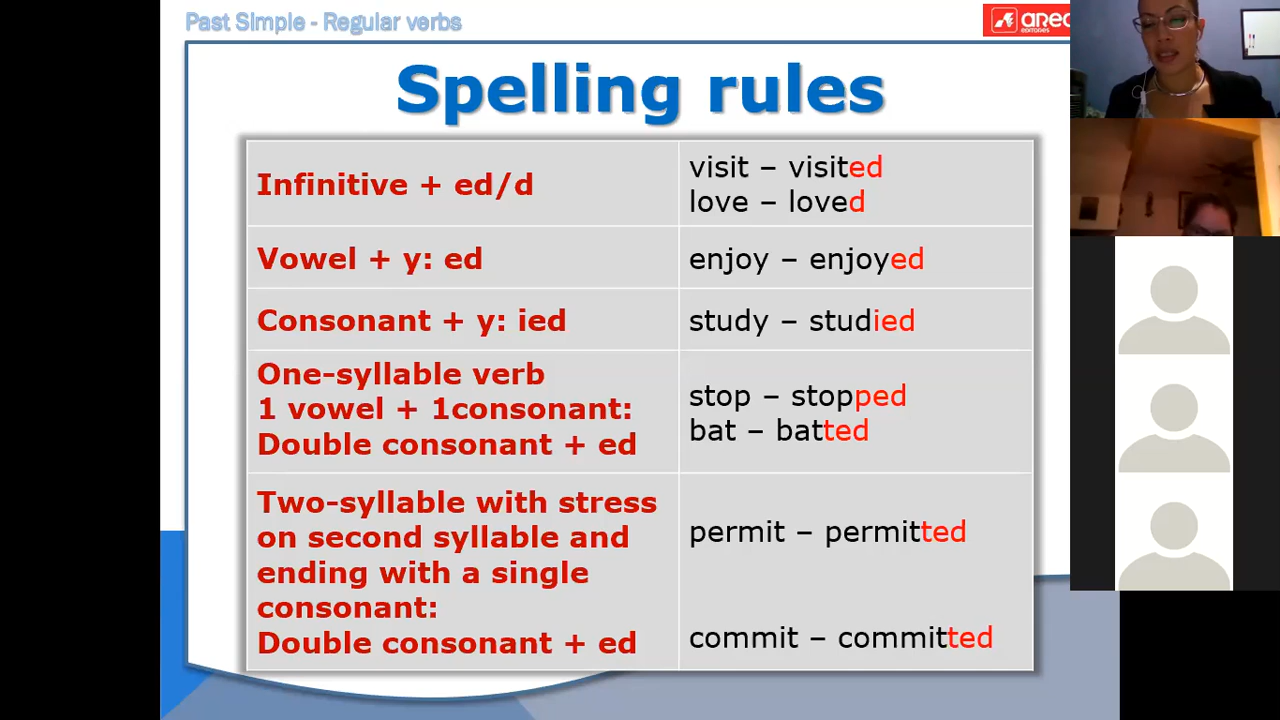 Past Simple - Regular verbs
Spelling rules
Infinitive + ed/d
visit – visited
love – loved
Vowel + y: ed
enjoy – enjoyed
Consonant + y: ied
study – studied
One-syllable verb
1 vowel + 1consonant:
Double consonant + ed
stop – stopped
bat – batted
Two-syllable with stress
on second syllable and
ending with a single
consonant:
Double consonant + ed
permit – permitted
commit – committed